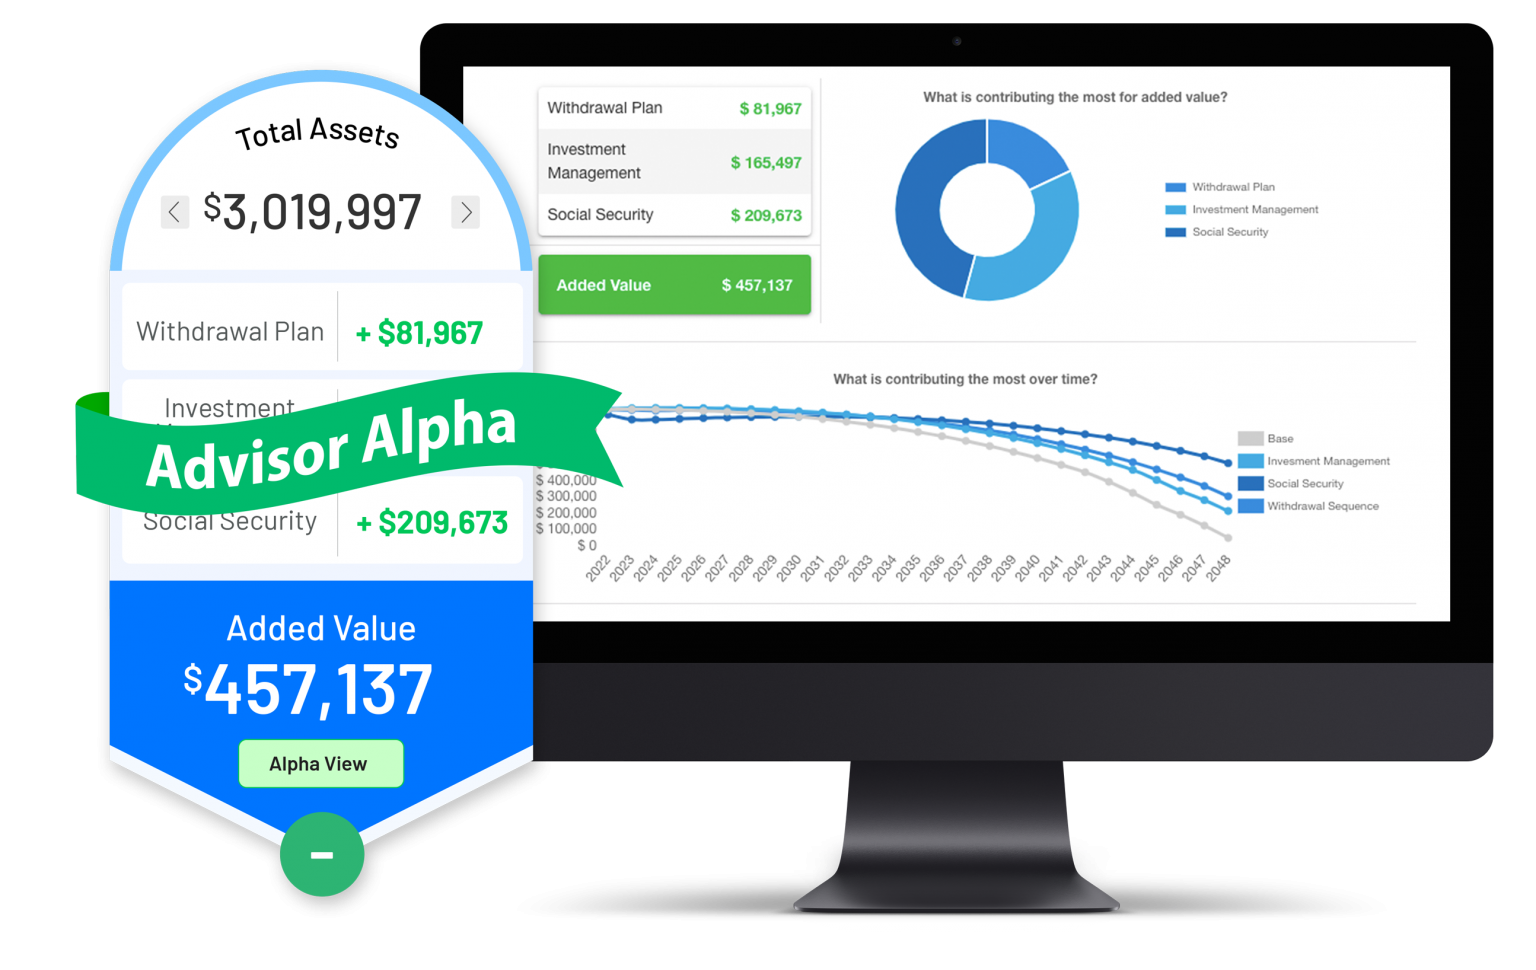 Total Assets
$3,019,997
Withdrawal Plan
+ $81,967
Investment
Advisor Alpha
Social Security
+ $209,673
Added Value
$457,137
Alpha View
Withdrawal Plan
$ 81,967
Investment
Management
$ 165,497
Social Security
$ 209,673
Added Value
$ 457,137
What is contributing the most for added value?
Withdrawal Plan
Investment Management
Social Security
What is contributing the most over time?
$ 400,000
$ 300,000
$ 200,000
$ 100,000
$ 0
2022
2023
2024
2025
2026
2027
2028
2029
2030
2031
2032
2033
2034
2035
2036
2037
2038
2039
2040
2041
2042
2043
2044
2045
2046
2047
2048
Base
Invesment Management
Social Security
Withdrawal Sequence